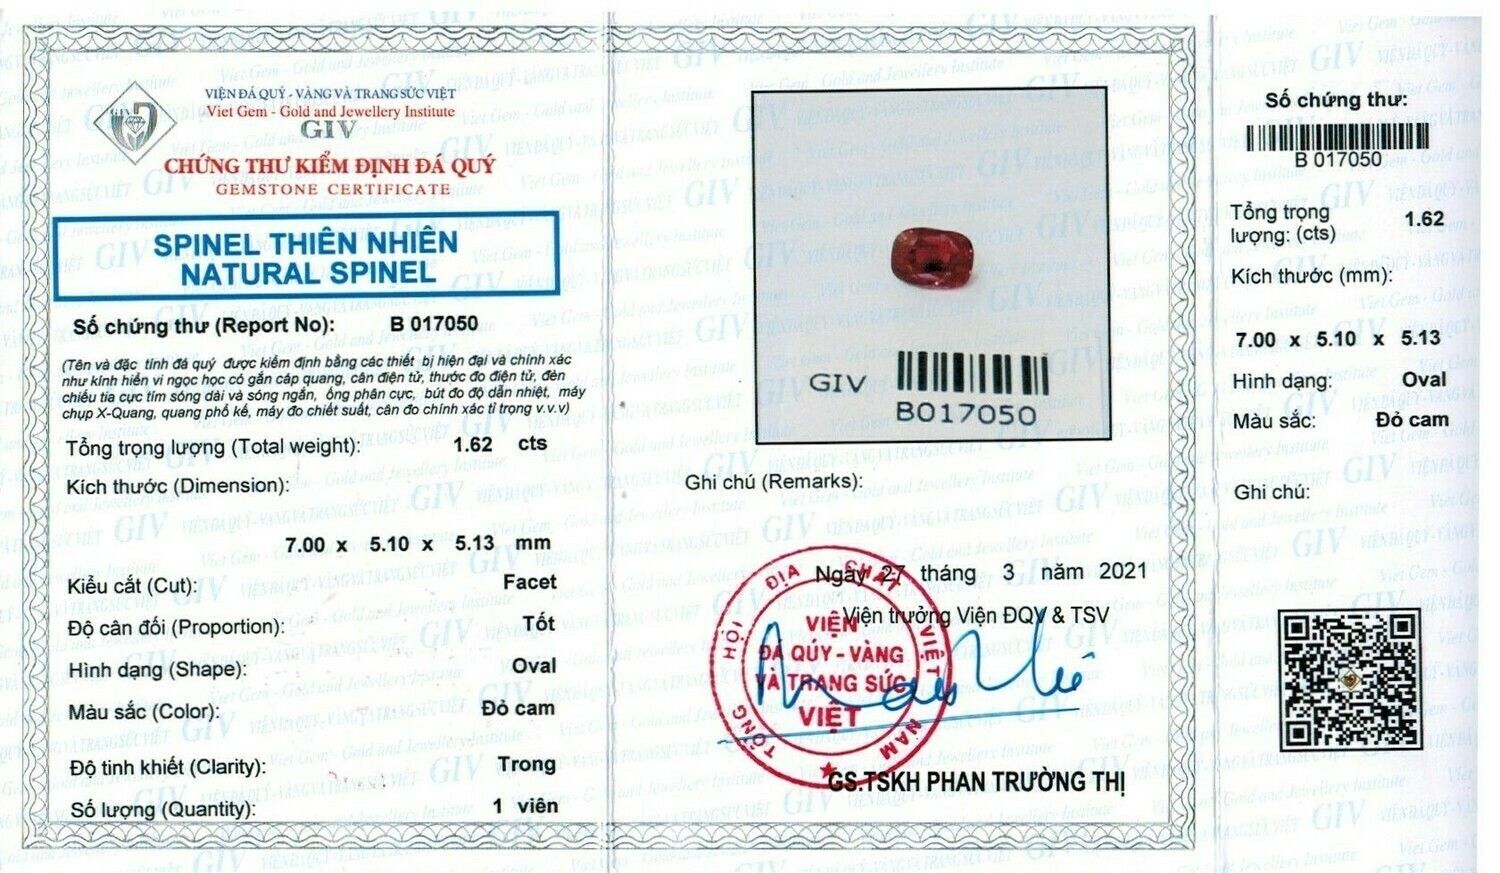 VIỆN ĐÁ QUÝ - VÀNG VÀ TRANG SỨC VIỆT
Viet Gem - Gold and Jewellery Institute
GIV
CHỨNG THƯ KIỂM ĐỊNH ĐÁ QUÝ
GEMSTONE CERTIFICATE
SPINEL THIÊN NHIÊN
NATURAL SPINEL
Số chứng thư (Report No): B 017050
(Tên và đặc tính đá quý được kiểm định bằng các thiết bị hiện đại và chính xác
như kính hiển vi ngọc học có gắn cáp quang, cân điện tử, thước đo điện tử, đèn
chiếu tia cực tím sóng dài và sóng ngắn, ống phân cực, bút đo độ dẫn nhiệt, máy
chụp X-Quang, quang phổ kế, máy đo chiết suất, cân đo chính xác tỉ trọng v.v.v)
Tổng trọng lượng (Total weight): 1.62 cts
Kích thước (Dimension):
7.00 x 5.10 x 5.13 mm
Kiểu cắt (Cut): Facet
Độ cân đối (Proportion): Tốt
Hình dạng (Shape): Oval
Màu sắc (Color): Đỏ cam
Độ tinh khiết (Clarity): Trong
Số lượng (Quantity): 1 viên
GIV
B017050
Ghi chú (Remarks):
Ngày 27 tháng 3 năm 2021
Viện trưởng Viện ĐQV & TSV
TỔNG HỘI ĐỊA CHẤT VIỆT NAM
VIỆN
ĐÁ QUÝ - VÀNG
VÀ TRANG SỨC
VIỆT
GS.TSKH PHAN TRƯỜNG THỊ
Số chứng thư:
B 017050
Tổng trọng 1.62
lượng: (cts)
Kích thước (mm):
7.00 x 5.10 x 5.13
Hình dạng: Oval
Màu sắc: Đỏ cam
Ghi chú: